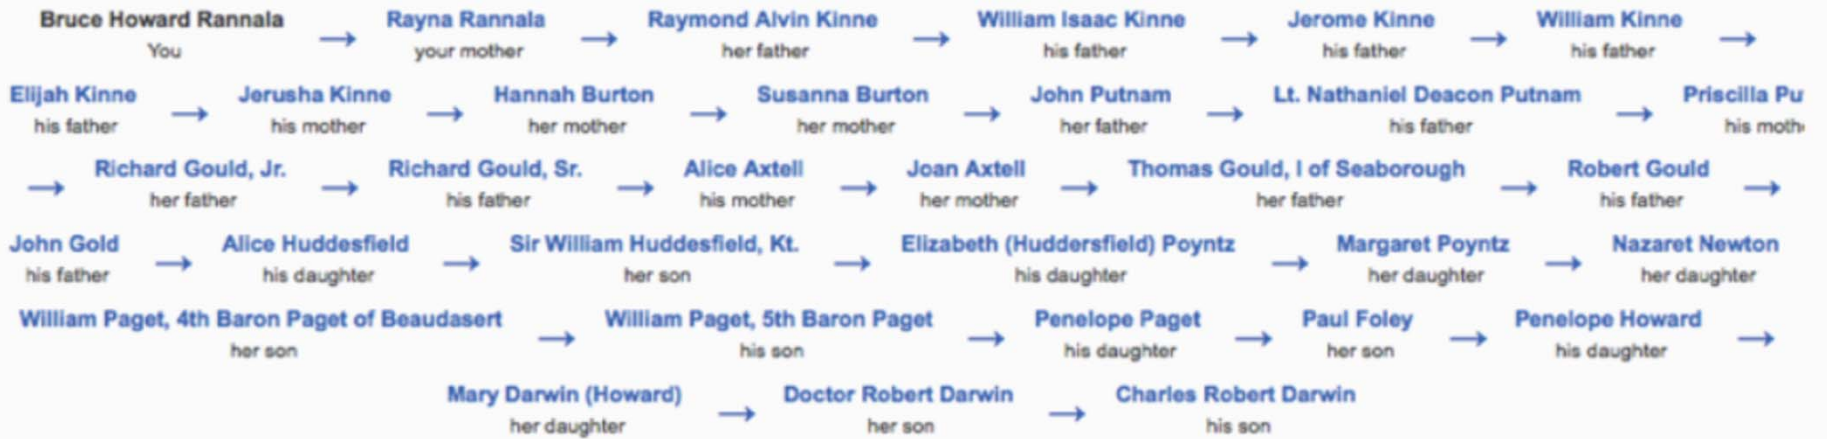 Bruce Howard Rannala → Rayna Rannala → Raymond Alvin Kinne → William Isaac Kinne → Jerome Kinne → William Kinne →
You your mother her father his father his father his father
Elijah Kinne → Jerusha Kinne → Hannah Burton → Susanna Burton → John Putnam → Lt. Nathaniel Deacon Putnam → Priscilla
his father his mother her mother her mother her father his father his
→ Richard Gould, Jr. → Richard Gould, Sr. → Alice Axtell → Joan Axtell → Thomas Gould, I of Seaborough → Robert Gould →
her father his father his mother her mother her father his father
John Gold → Alice Huddesfield → Sir William Huddesfield, Kt. → Elizabeth (Huddersfield) Poyntz → Margaret Poyntz → Nazaret Newton
his father his daughter her son his daughter her daughter her daughter
William Paget, 4th Baron Paget of Beaudasert → William Paget, 5th Baron Paget → Penelope Paget → Paul Foley → Penelope Howard →
her son his son his daughter her son his daughter
Mary Darwin (Howard) → Doctor Robert Darwin → Charles Robert Darwin
her daughter her son his son